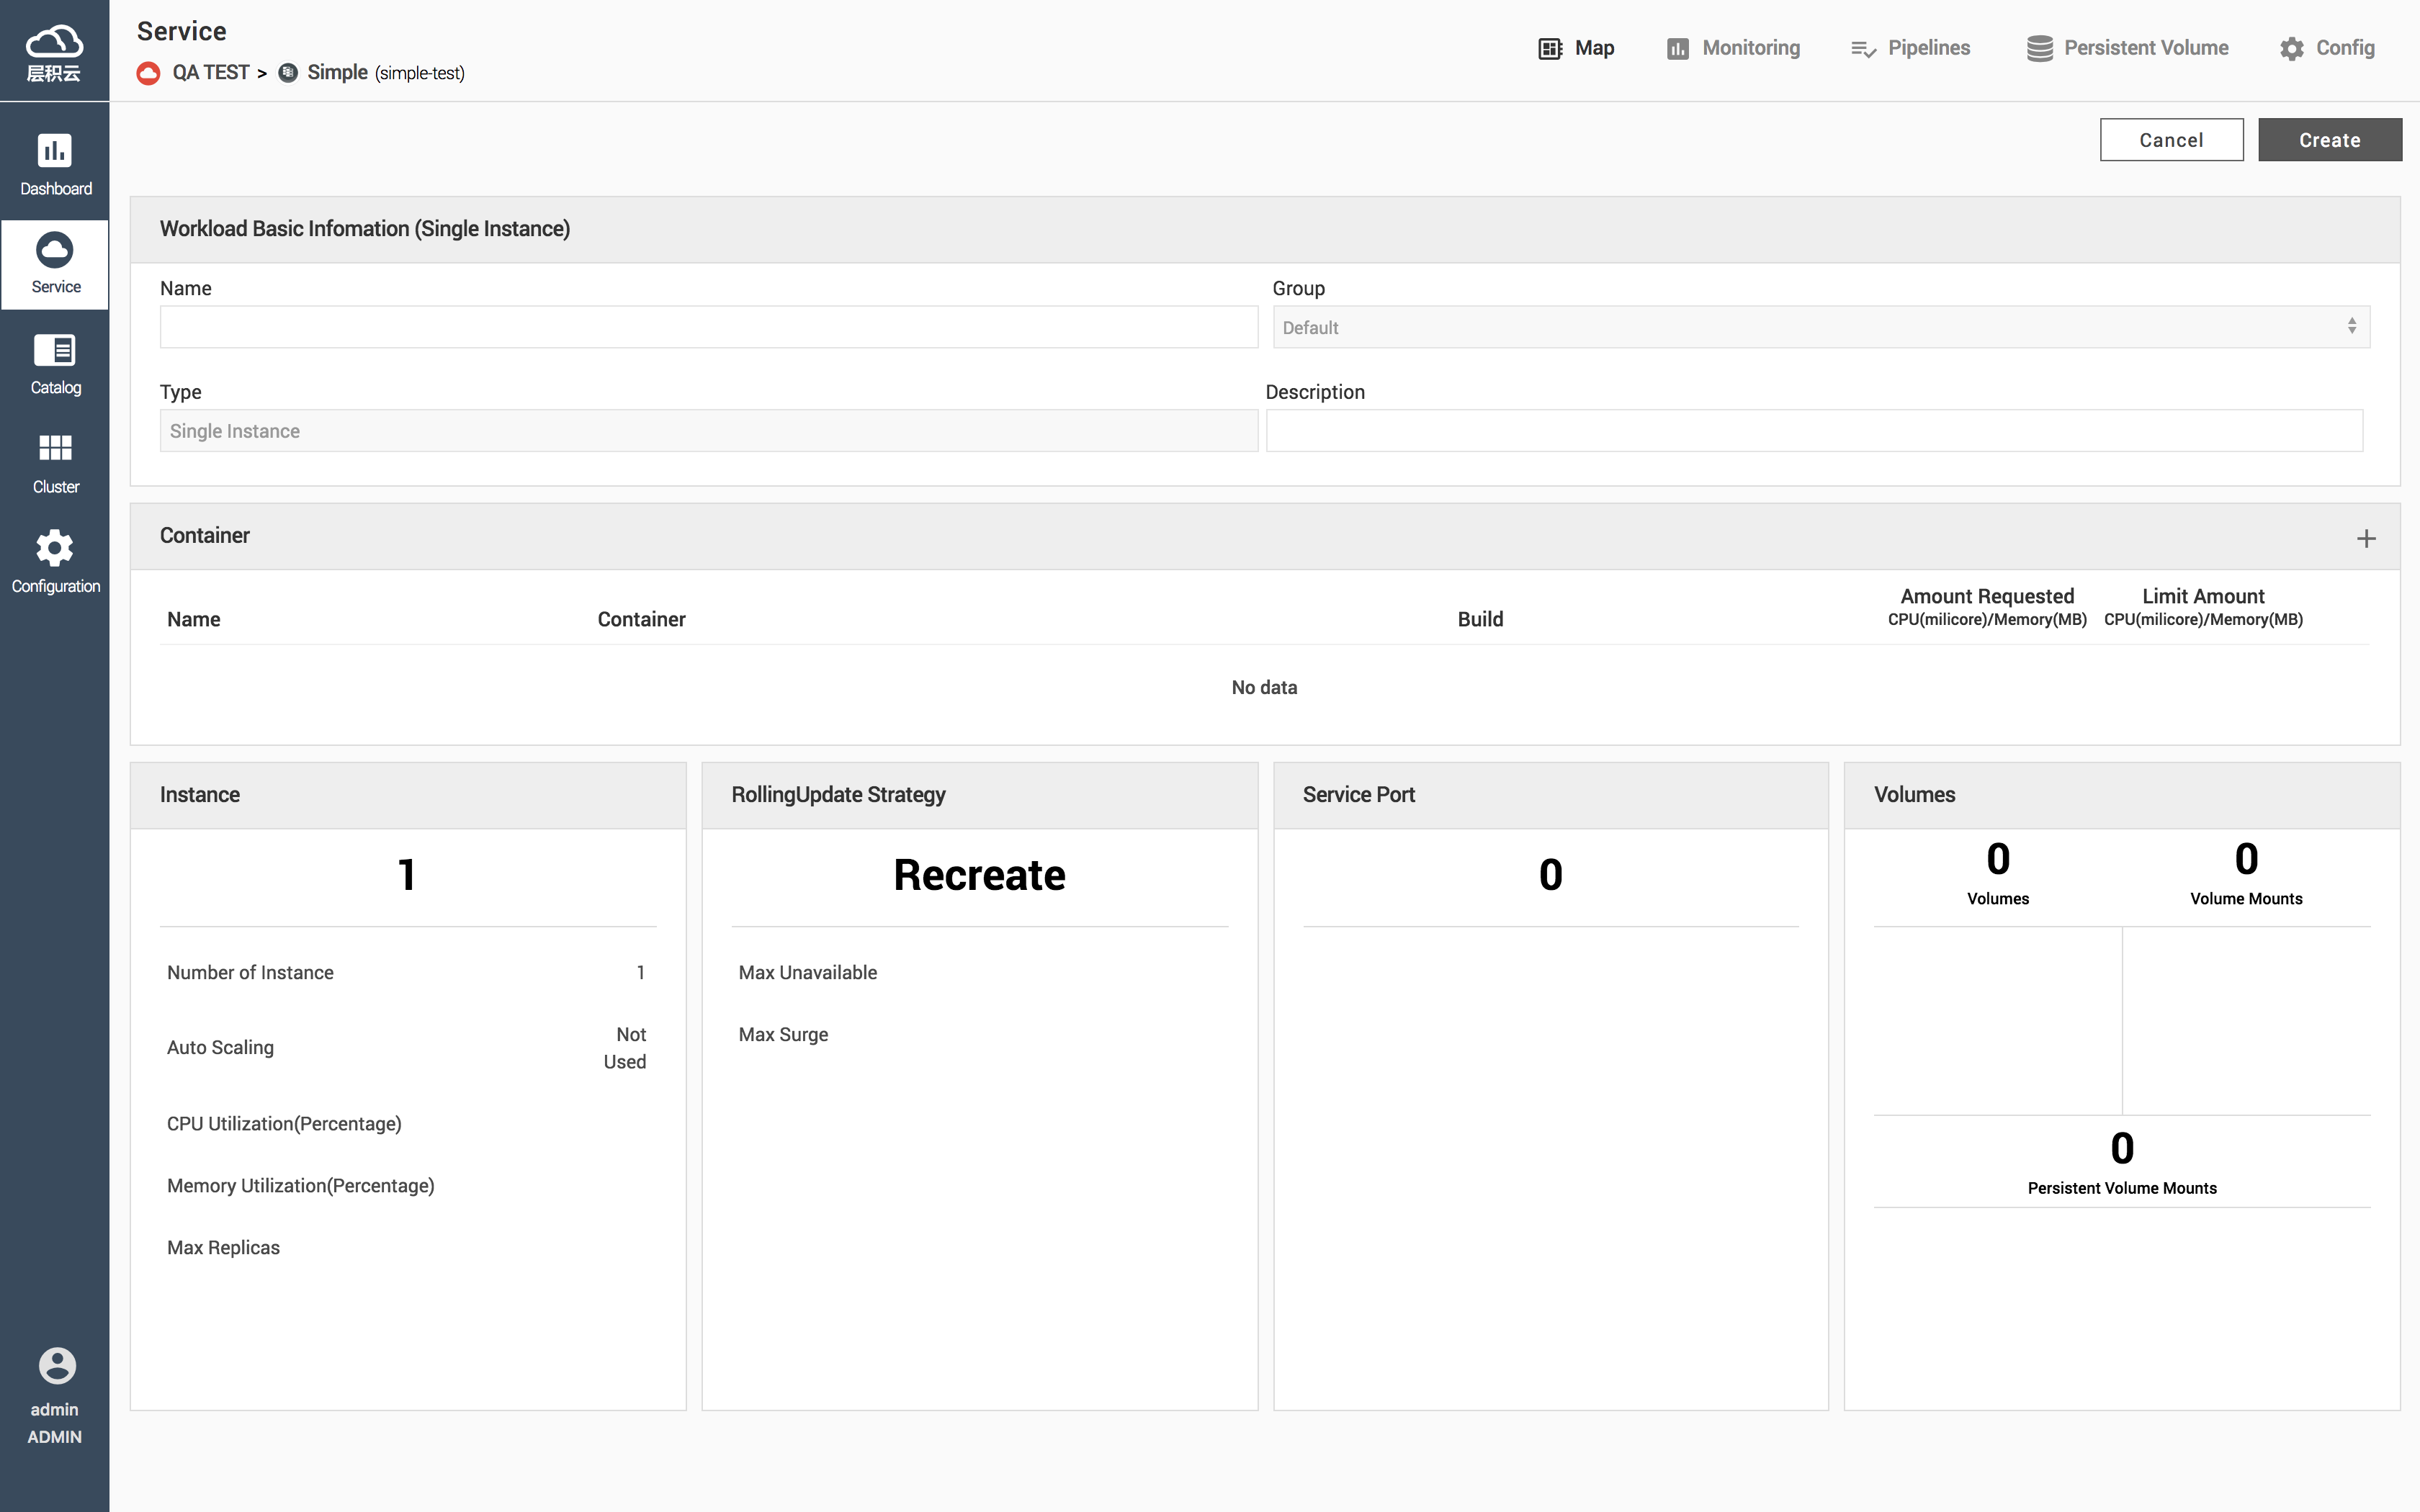 层积云
Service
QA TEST > Simple (simple-test)
Map
Monitoring
Pipelines
Persistent Volume
Config
Dashboard
Service
Catalog
Cluster
Configuration
admin
ADMIN
Cancel
Create
Workload Basic Infomation (Single Instance)
Name
Group
Default
Type
Description
Single Instance
Container
Name
Container
Build
Amount Requested
CPU(milicore)/Memory(MB)
Limit Amount
CPU(milicore)/Memory(MB)
No data
Instance
1
Number of Instance 1
Auto Scaling Not
Used
CPU Utilization(Percentage)
Memory Utilization(Percentage)
Max Replicas
RollingUpdate Strategy
Recreate
Max Unavailable
Max Surge
Service Port
0
Volumes
0
Volumes
0
Volume Mounts
0
Persistent Volume Mounts